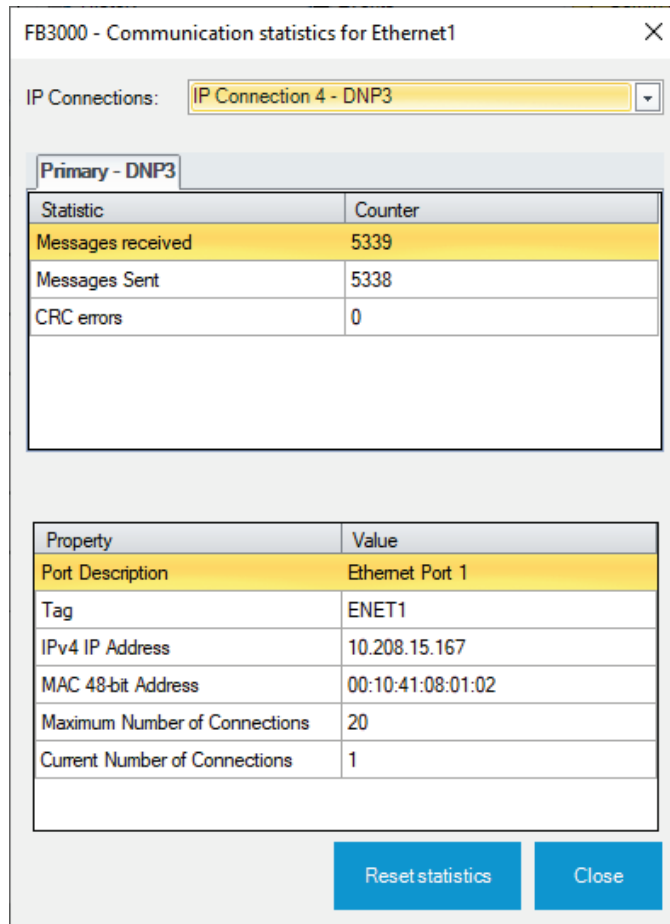 FB3000 - Communication statistics for Ethernet1
IP Connections: IP Connection 4 - DNP3
Primary - DNP3
Statistic Counter
Messages received 5339
Messages Sent 5338
CRC errors 0
Property Value
Port Description Ethernet Port 1
Tag ENET1
IPv4 IP Address 10.208.15.167
MAC 48-bit Address 00:10:41:08:01:02
Maximum Number of Connections 20
Current Number of Connections 1
Reset statistics Close